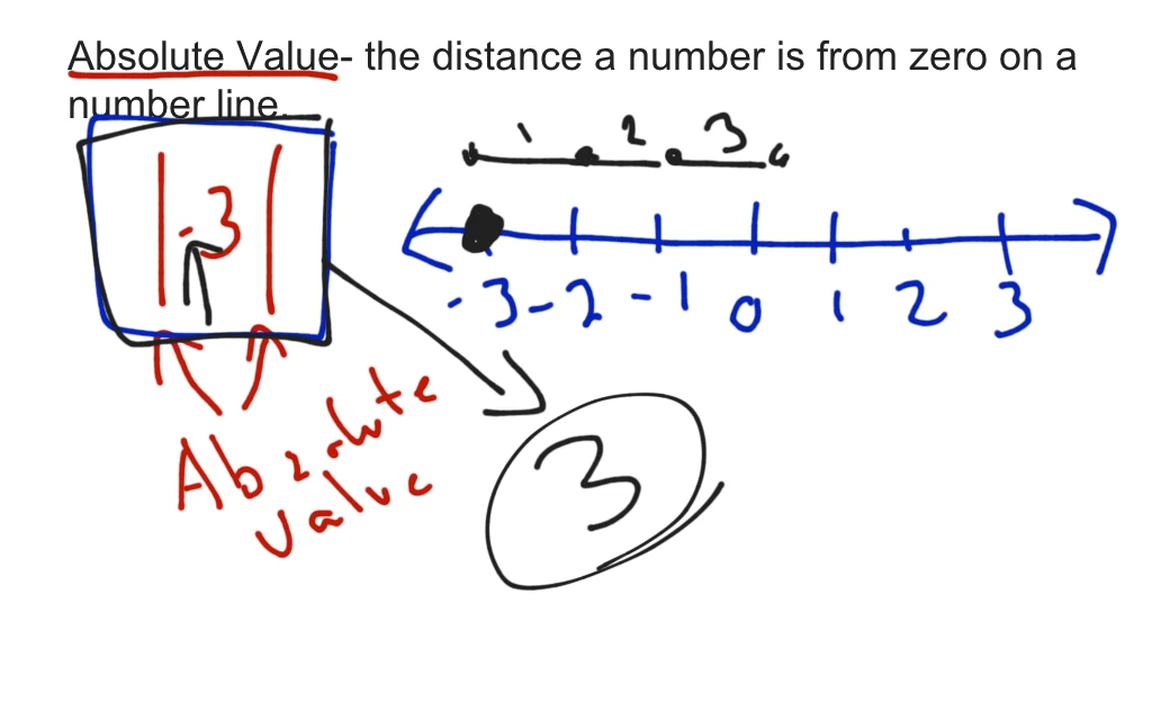 Absolute Value- the distance a number is from zero on a
number line.
1 2 3
|-3|
-3 -2 -1 0 1 2 3
Absolute
Value
3